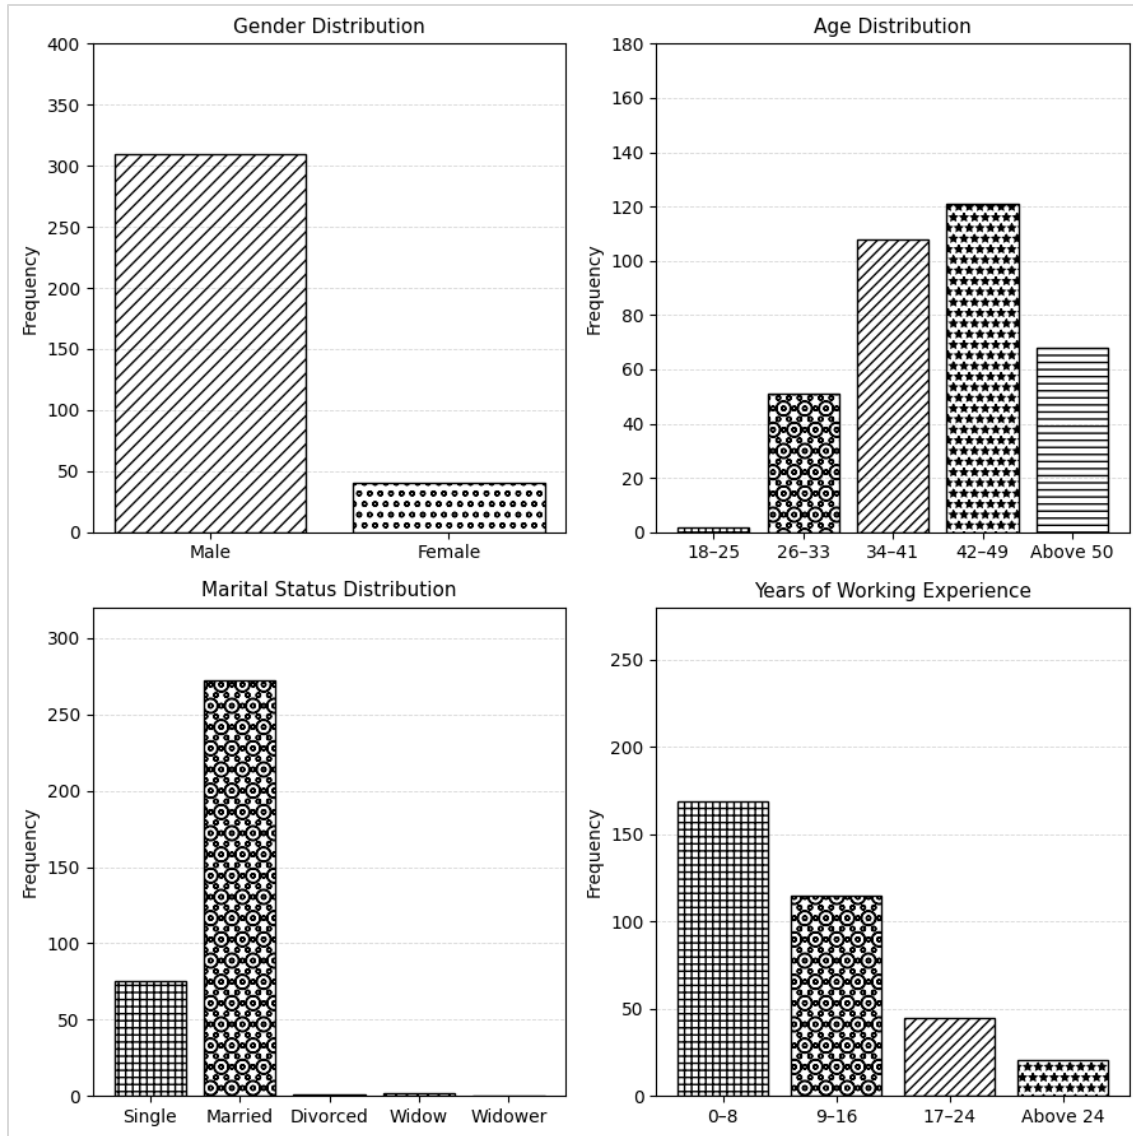 Gender Distribution
400
350
300
250
200
150
100
50
0
Frequency
Male Female
Age Distribution
180
160
140
120
100
80
60
40
20
0
Frequency
18–25 26–33 34–41 42–49 Above 50
Marital Status Distribution
300
250
200
150
100
50
0
Frequency
Single Married Divorced Widow Widower
Years of Working Experience
250
200
150
100
50
0
Frequency
0–8 9–16 17–24 Above 24